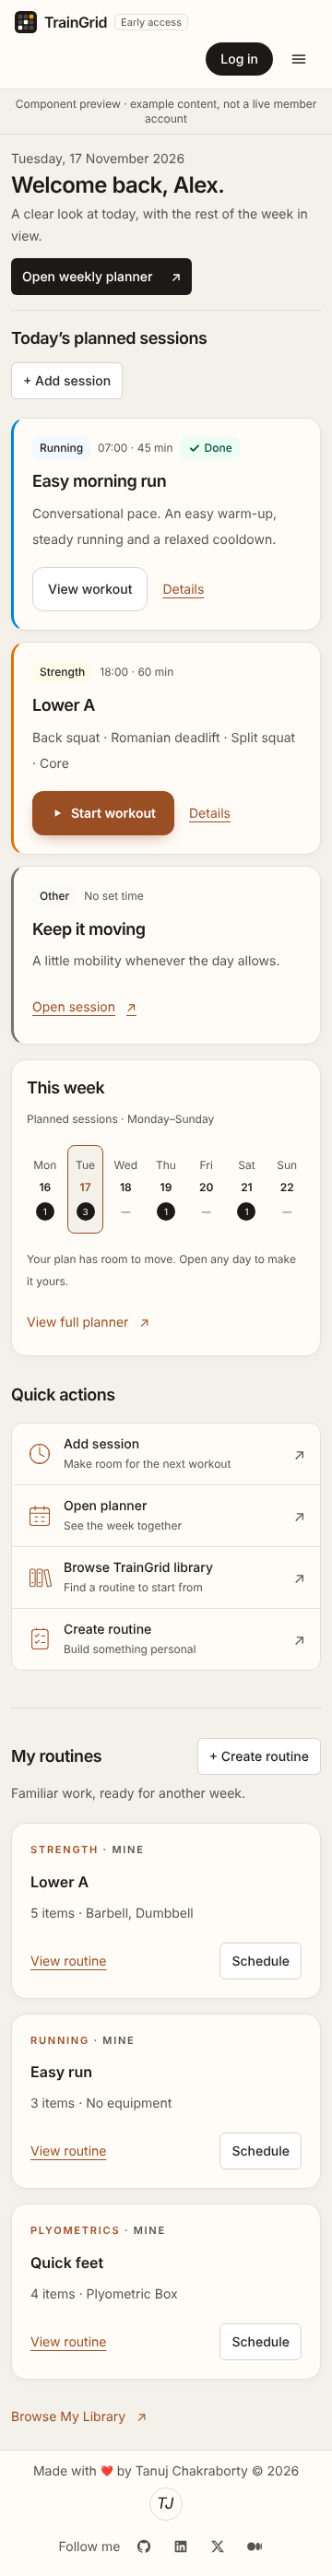 TrainGrid Early access
Log in
Component preview · example content, not a live member
account
Tuesday, 17 November 2026
Welcome back, Alex.
A clear look at today, with the rest of the week in
view.
Open weekly planner ↗
Today’s planned sessions
+ Add session
Running 07:00 · 45 min ✓ Done
Easy morning run
Conversational pace. An easy warm-up,
steady running and a relaxed cooldown.
View workout Details
Strength 18:00 · 60 min
Lower A
Back squat · Romanian deadlift · Split squat
· Core
Start workout Details
Other No set time
Keep it moving
A little mobility whenever the day allows.
Open session ↗
This week
Planned sessions · Monday–Sunday
Mon Tue Wed Thu Fri Sat Sun
16 17 18 19 20 21 22
1 3 — 1 — 1 —
Your plan has room to move. Open any day to make
it yours.
View full planner ↗
Quick actions
Add session ↗
Make room for the next workout
Open planner ↗
See the week together
Browse TrainGrid library ↗
Find a routine to start from
Create routine ↗
Build something personal
My routines + Create routine
Familiar work, ready for another week.
STRENGTH · MINE
Lower A
5 items · Barbell, Dumbbell
View routine Schedule
RUNNING · MINE
Easy run
3 items · No equipment
View routine Schedule
PLYOMETRICS · MINE
Quick feet
4 items · Plyometric Box
View routine Schedule
Browse My Library ↗
Made with ❤️ by Tanuj Chakraborty © 2026
TJ
Follow me